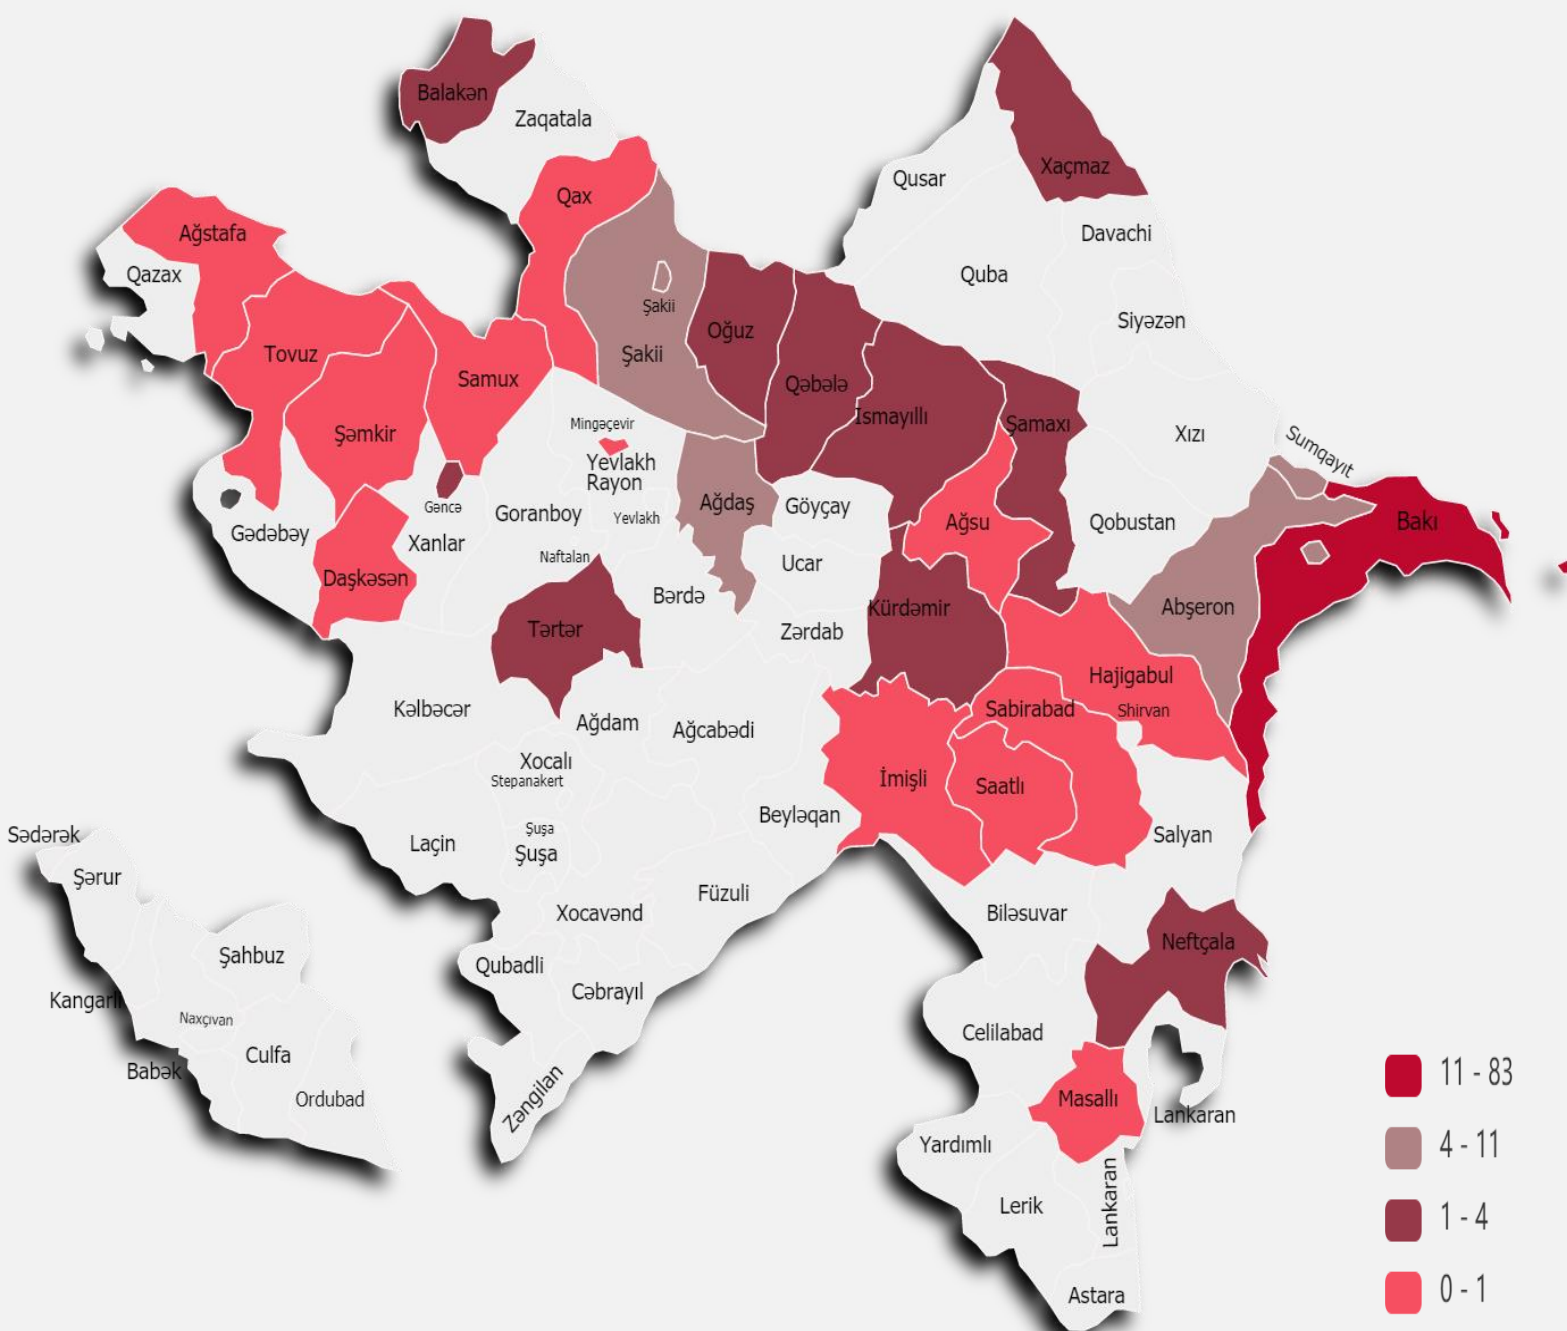 Balakən
Zaqatala
Xaçmaz
Qusar
Qax
Ağstafa
Davachi
Qazax
Quba
Şakii
Siyəzən
Oğuz
Tovuz
Şakii
Samux
Qəbələ
Ismayıllı
Şamaxı
Mingəçevir
Şəmkir
Xızı
Sumqayıt
Yevlakh
Rayon
Ağdaş
Gəncə
Göyçay
Goranboy
Yevlakh
Ağsu
Qobustan
Bakı
Gədəbəy
Xanlar
Naftalan
Ucar
Daşkəsən
Bərdə
Kürdəmir
Abşeron
Tərtər
Zərdab
Hajigabul
Kəlbəcər
Sabirabad
Shirvan
Ağdam
Ağcabədi
Xocalı
Stepanakert
İmişli
Saatlı
Beyləqan
Sədərək
Şuşa
Salyan
Laçin
Şuşa
Şərur
Füzuli
Xocavənd
Biləsuvar
Neftçala
Şahbuz
Qubadli
Cəbrayıl
Kangarlı
Naxçıvan
Celilabad
Culfa
Babək
Zəngilan
Ordubad
Masallı
Lankaran
Yardımlı
Lankaran
Lerik
Astara
11 - 83
4 - 11
1 - 4
0 - 1